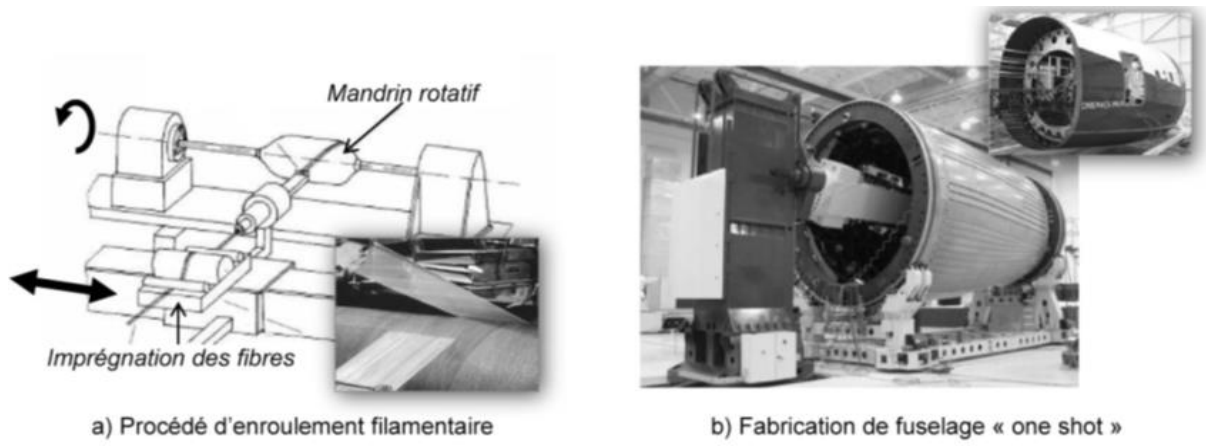 Mandrin rotatif
Imprégnation des fibres
a) Procédé d'enroulement filamentaire
b) Fabrication de fuselage « one shot »